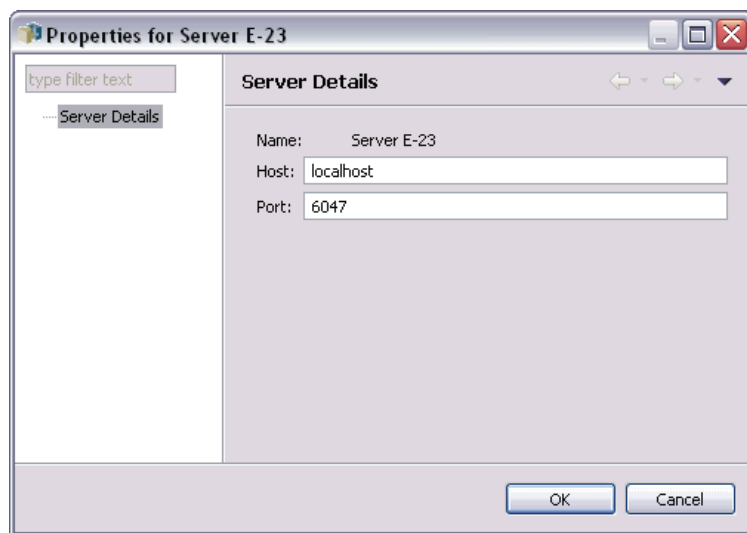 Properties for Server E-23
type filter text
Server Details
Server Details
Name: Server E-23
Host: localhost
Port: 6047
OK Cancel